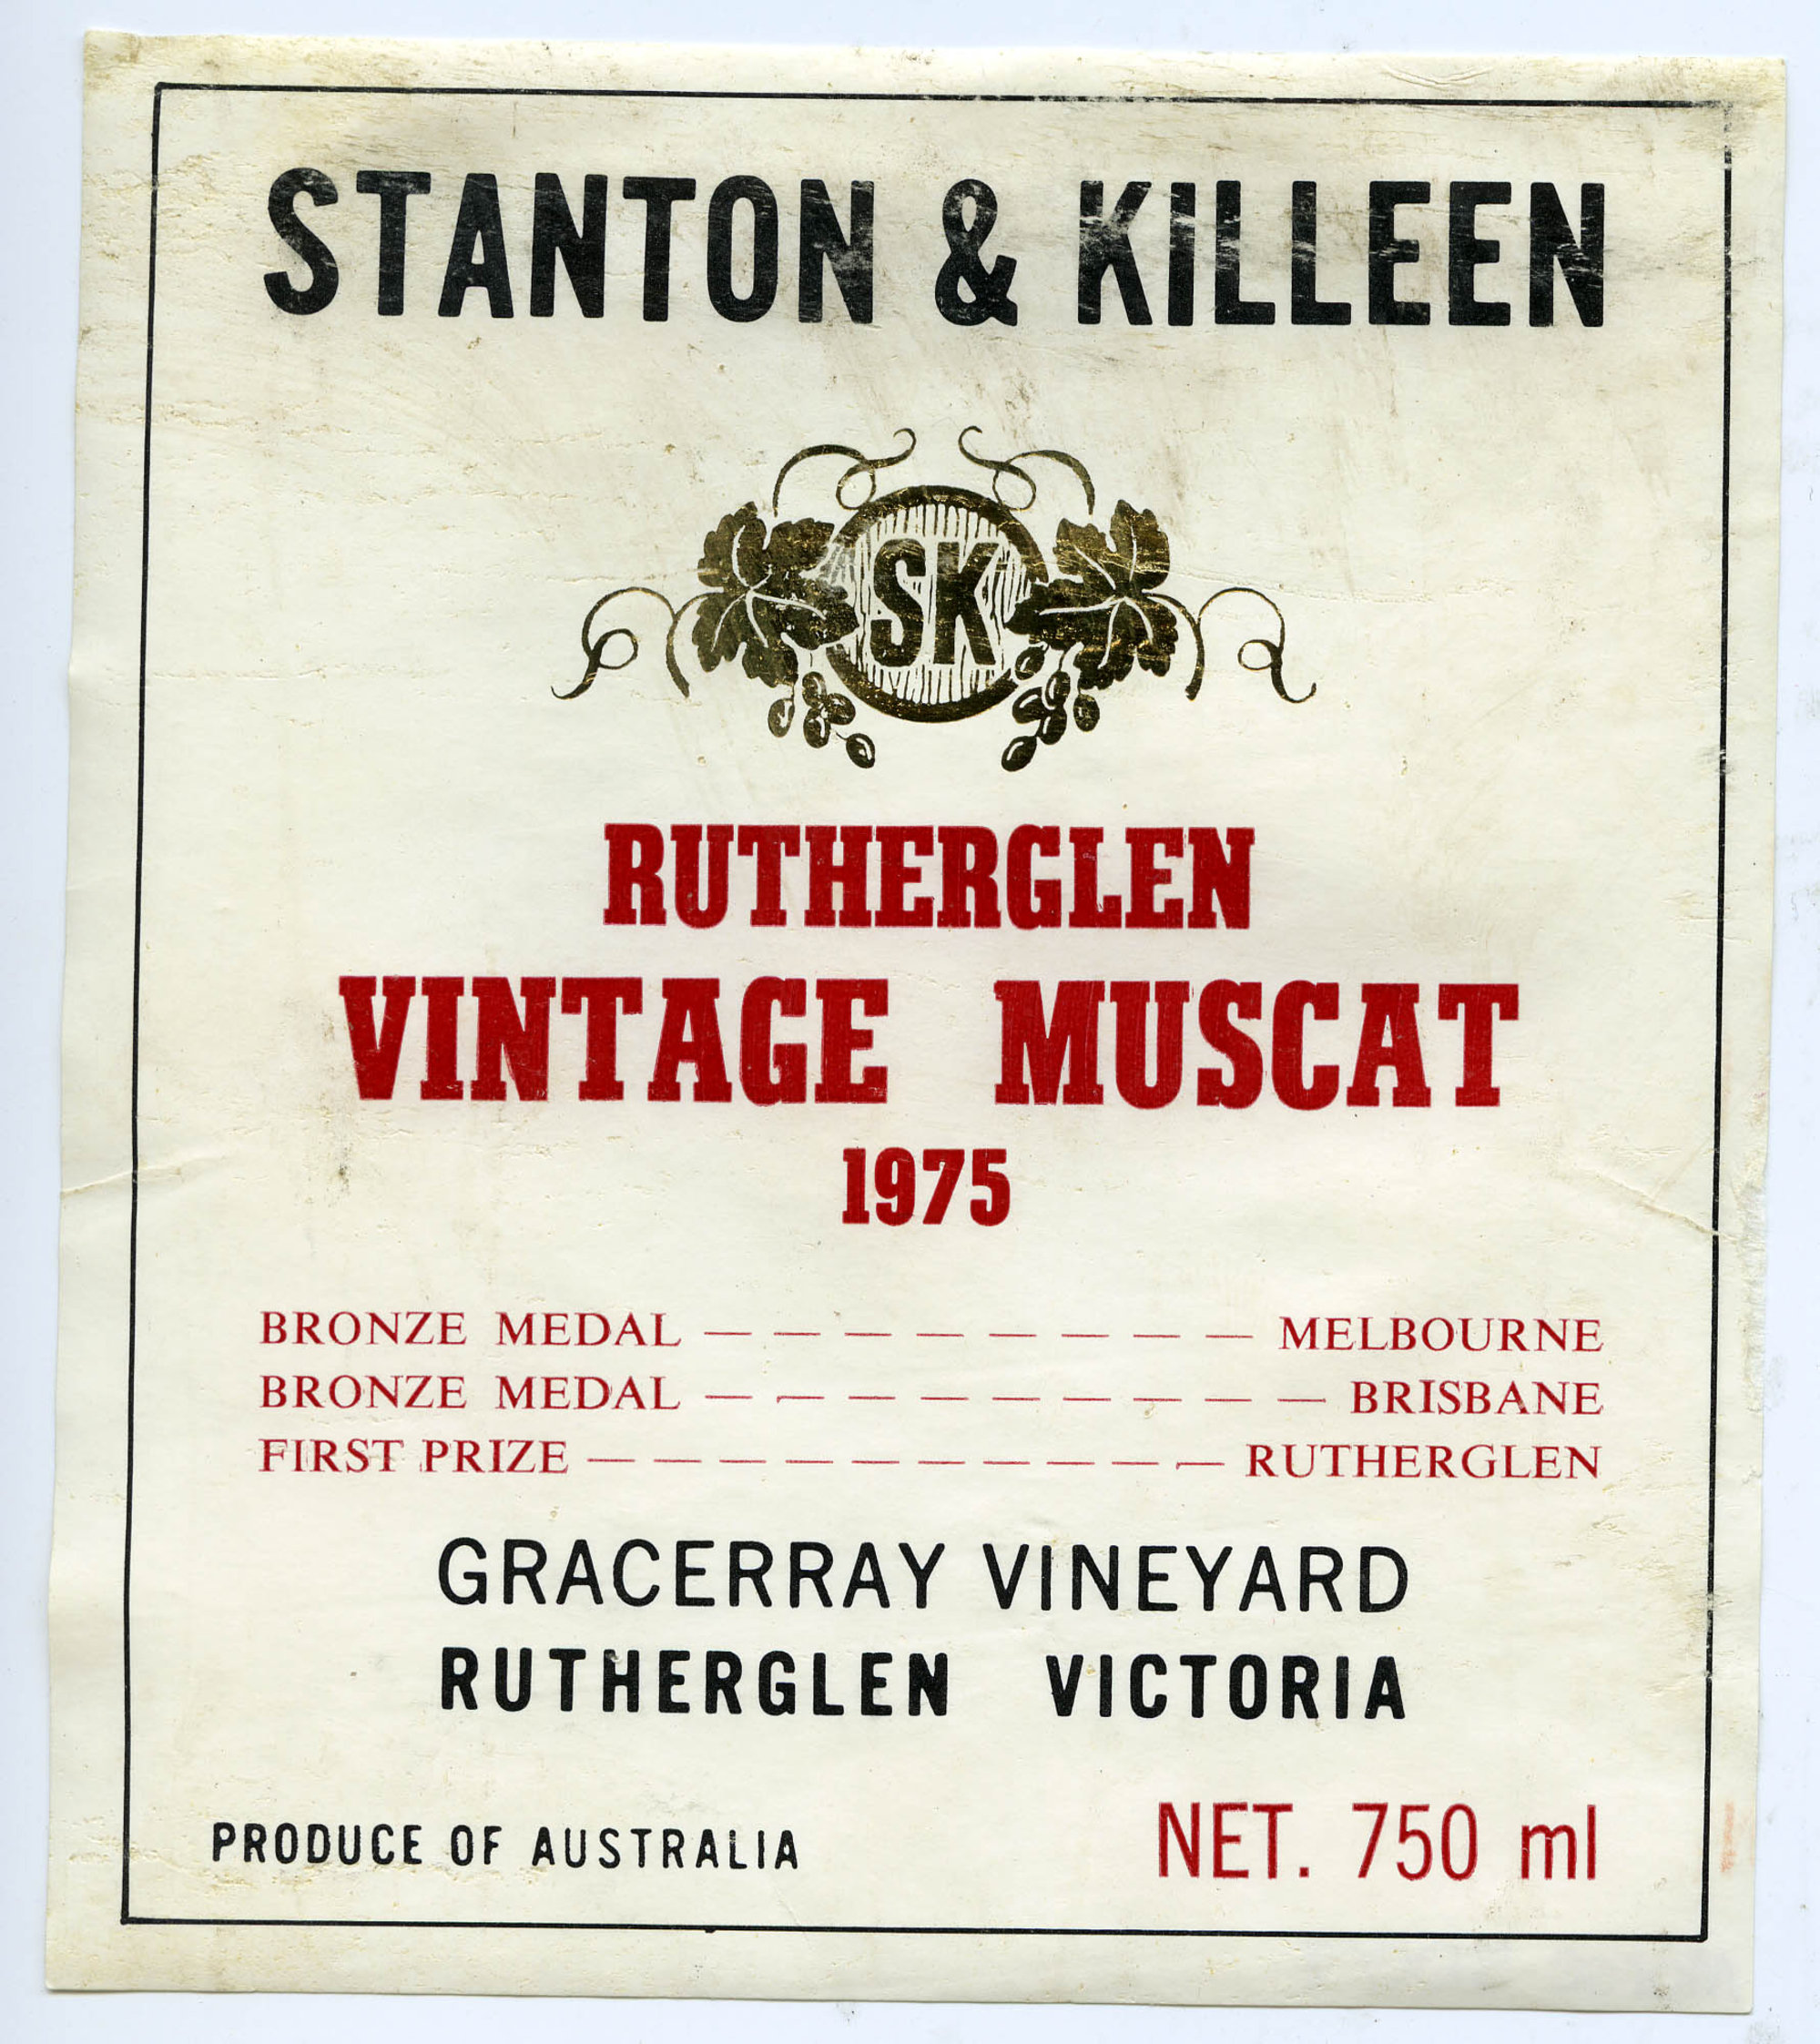 STANTON & KILLEEN
SK
RUTHERGLEN
VINTAGE MUSCAT
1975
BRONZE MEDAL — — — — — — — — MELBOURNE
BRONZE MEDAL — — — — — — — — — BRISBANE
FIRST PRIZE — — — — — — — — — — RUTHERGLEN
GRACERRAY VINEYARD
RUTHERGLEN VICTORIA
PRODUCE OF AUSTRALIA
NET. 750 ml